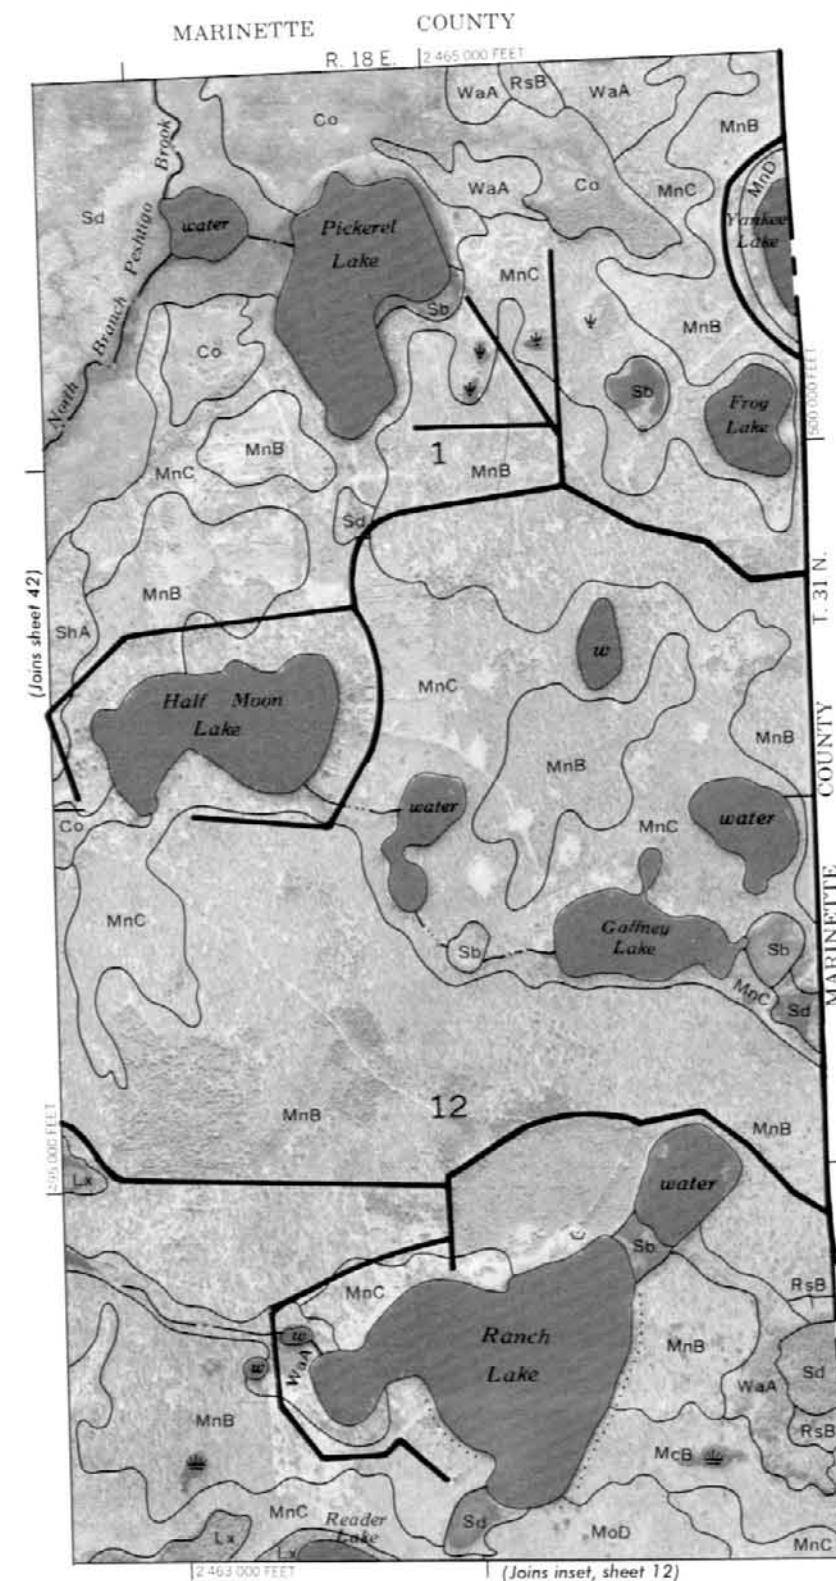 MARINETTE COUNTY
R. 18 E. 2 465 000 FEET
WaA RsB WaA
Co
MnB
Brook
WaA
Co
MnC
MnD
Sd
Peshtigo
water
Pickerel
Lake
Yankee
Lake
MnC
Sb
MnB
Branch
Co
North
Sb
Frog
Lake
500 000 FEET
MnB
1
MnC
MnB
Sd
T. 31 N.
(Joins sheet 42)
MnB
ShA
w
MnC
Half Moon
Lake
MnB
MnB
COUNTY
water
Co
MnC
water
MnC
Gaffney
Lake
Sb
Sb
MnC
Sd
MARINETTE
MnB
12
MnB
495 000 FEET
Lx
water
Sb
MnC
RsB
w
WaA
w
Ranch
Lake
MnB
WaA
Sd
MnB
RsB
McB
MnC
Reader
Lake
Lx
Lx
Sd
MoD
MnC
2 463 000 FEET
(Joins inset, sheet 12)